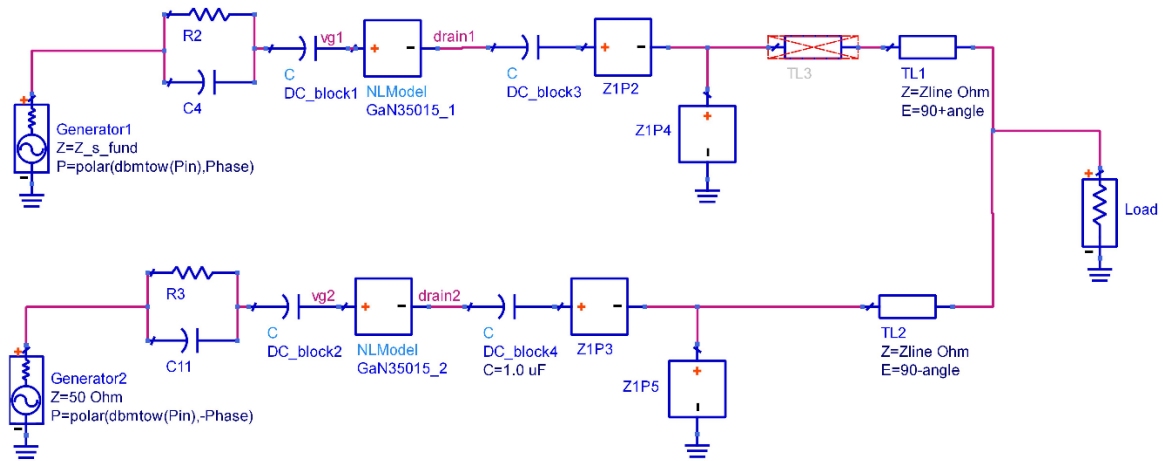 R2
C4
Generator1
Z=Z_s_fund
P=polar(dbmtow(Pin),Phase)
vg1
C
DC_block1
NLModel
GaN35015_1
drain1
C
DC_block3
Z1P2
Z1P4
TL3
TL1
Z=Zline Ohm
E=90+angle
Load
R3
C11
Generator2
Z=50 Ohm
P=polar(dbmtow(Pin),-Phase)
vg2
C
DC_block2
NLModel
GaN35015_2
drain2
C
DC_block4
C=1.0 uF
Z1P3
Z1P5
TL2
Z=Zline Ohm
E=90-angle